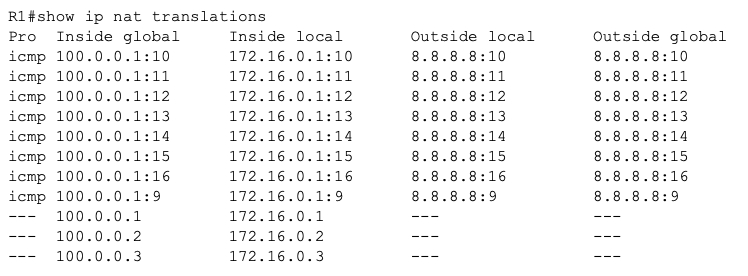 R1#show ip nat translations
Pro Inside global Inside local Outside local Outside global
icmp 100.0.0.1:10 172.16.0.1:10 8.8.8.8:10 8.8.8.8:10
icmp 100.0.0.1:11 172.16.0.1:11 8.8.8.8:11 8.8.8.8:11
icmp 100.0.0.1:12 172.16.0.1:12 8.8.8.8:12 8.8.8.8:12
icmp 100.0.0.1:13 172.16.0.1:13 8.8.8.8:13 8.8.8.8:13
icmp 100.0.0.1:14 172.16.0.1:14 8.8.8.8:14 8.8.8.8:14
icmp 100.0.0.1:15 172.16.0.1:15 8.8.8.8:15 8.8.8.8:15
icmp 100.0.0.1:16 172.16.0.1:16 8.8.8.8:16 8.8.8.8:16
icmp 100.0.0.1:9 172.16.0.1:9 8.8.8.8:9 8.8.8.8:9
--- 100.0.0.1 172.16.0.1 --- ---
--- 100.0.0.2 172.16.0.2 --- ---
--- 100.0.0.3 172.16.0.3 --- ---